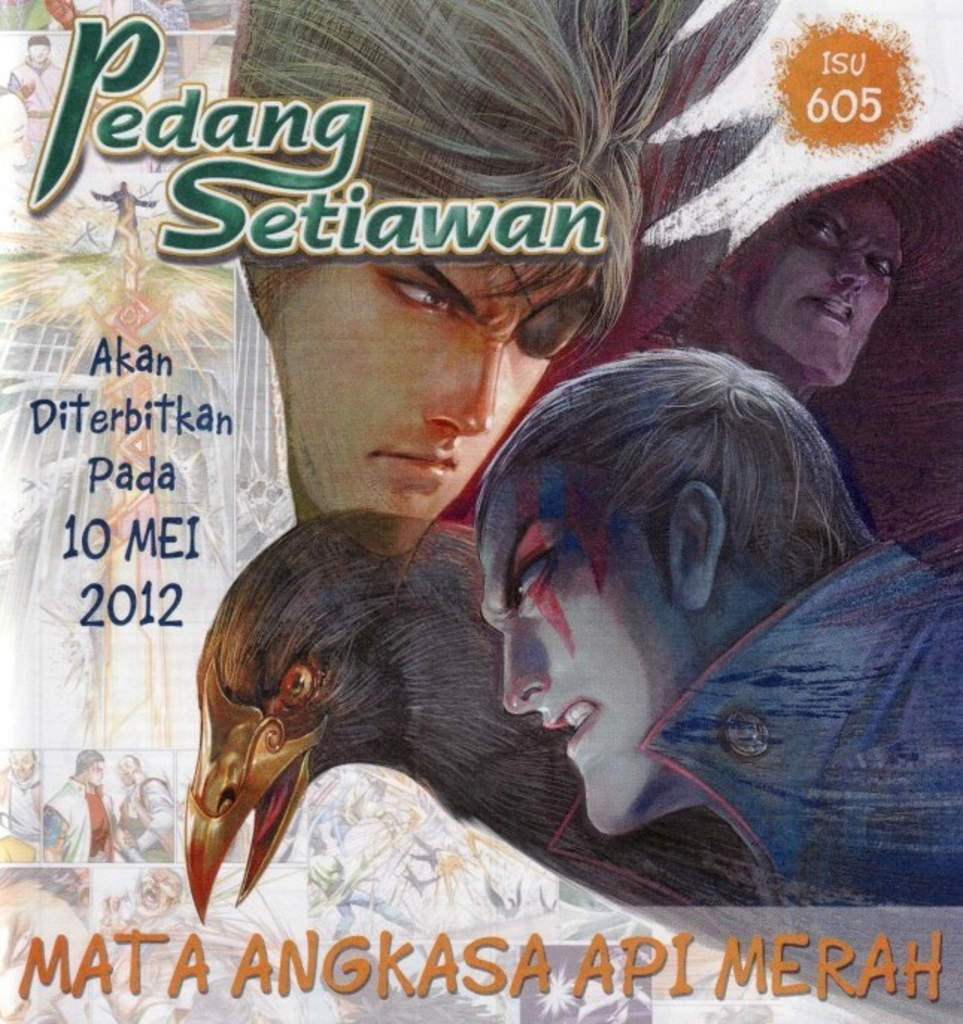 Pedang
Setiawan
ISU
605
Akan
Diterbitkan
Pada
10 MEI
2012
MATA ANGKASA API MERAH